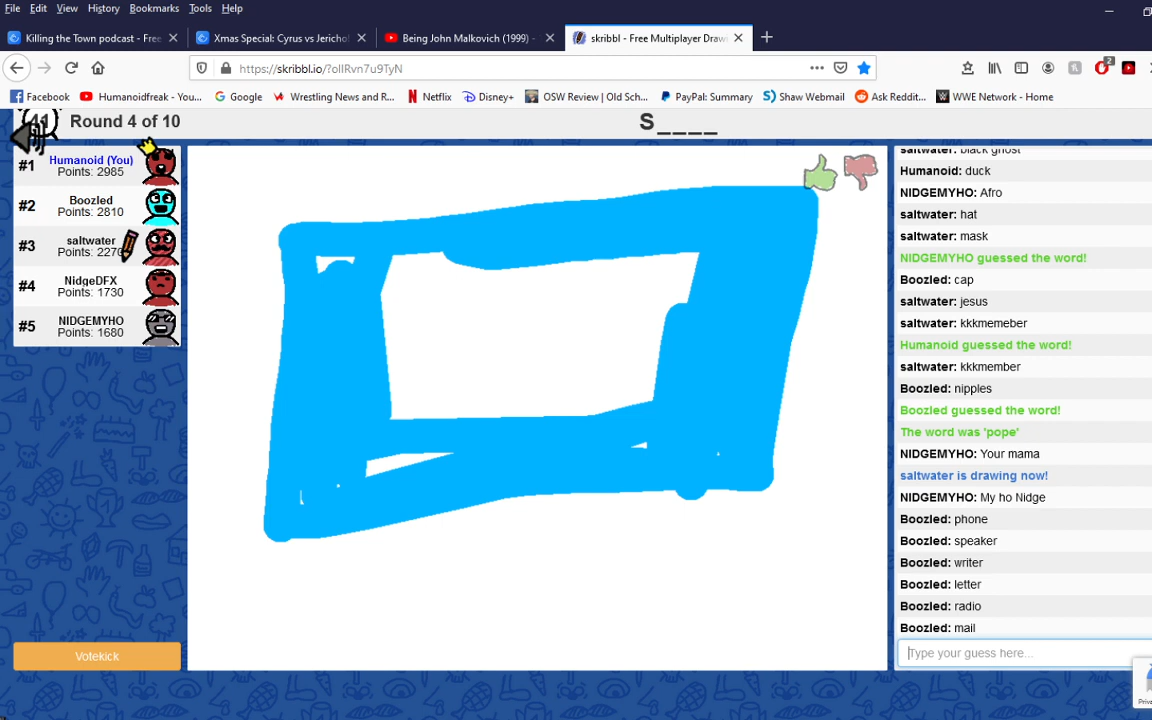 File Edit View History Bookmarks Tools Help
Killing the Town podcast - Free
Xmas Special: Cyrus vs Jericho!
Being John Malkovich (1999) -
skribbl - Free Multiplayer Draw
https://skribbl.io/?olIRvn7u9TyN
2
Facebook Humanoidfreak - You... Google Wrestling News and R... Netflix Disney+ OSW Review | Old Sch... PayPal: Summary Shaw Webmail Ask Reddit... WWE Network - Home
Round 4 of 10
S____
#1 Humanoid (You)
Points: 2985
#2 Boozled
Points: 2810
#3 saltwater
Points: 2270
#4 NidgeDFX
Points: 1730
#5 NIDGEMYHO
Points: 1680
Votekick
saltwater: black ghost
Humanoid: duck
NIDGEMYHO: Afro
saltwater: hat
saltwater: mask
NIDGEMYHO guessed the word!
Boozled: cap
saltwater: jesus
saltwater: kkkmemeber
Humanoid guessed the word!
saltwater: kkkmember
Boozled: nipples
Boozled guessed the word!
The word was 'pope'
NIDGEMYHO: Your mama
saltwater is drawing now!
NIDGEMYHO: My ho Nidge
Boozled: phone
Boozled: speaker
Boozled: writer
Boozled: letter
Boozled: radio
Boozled: mail
Type your guess here...